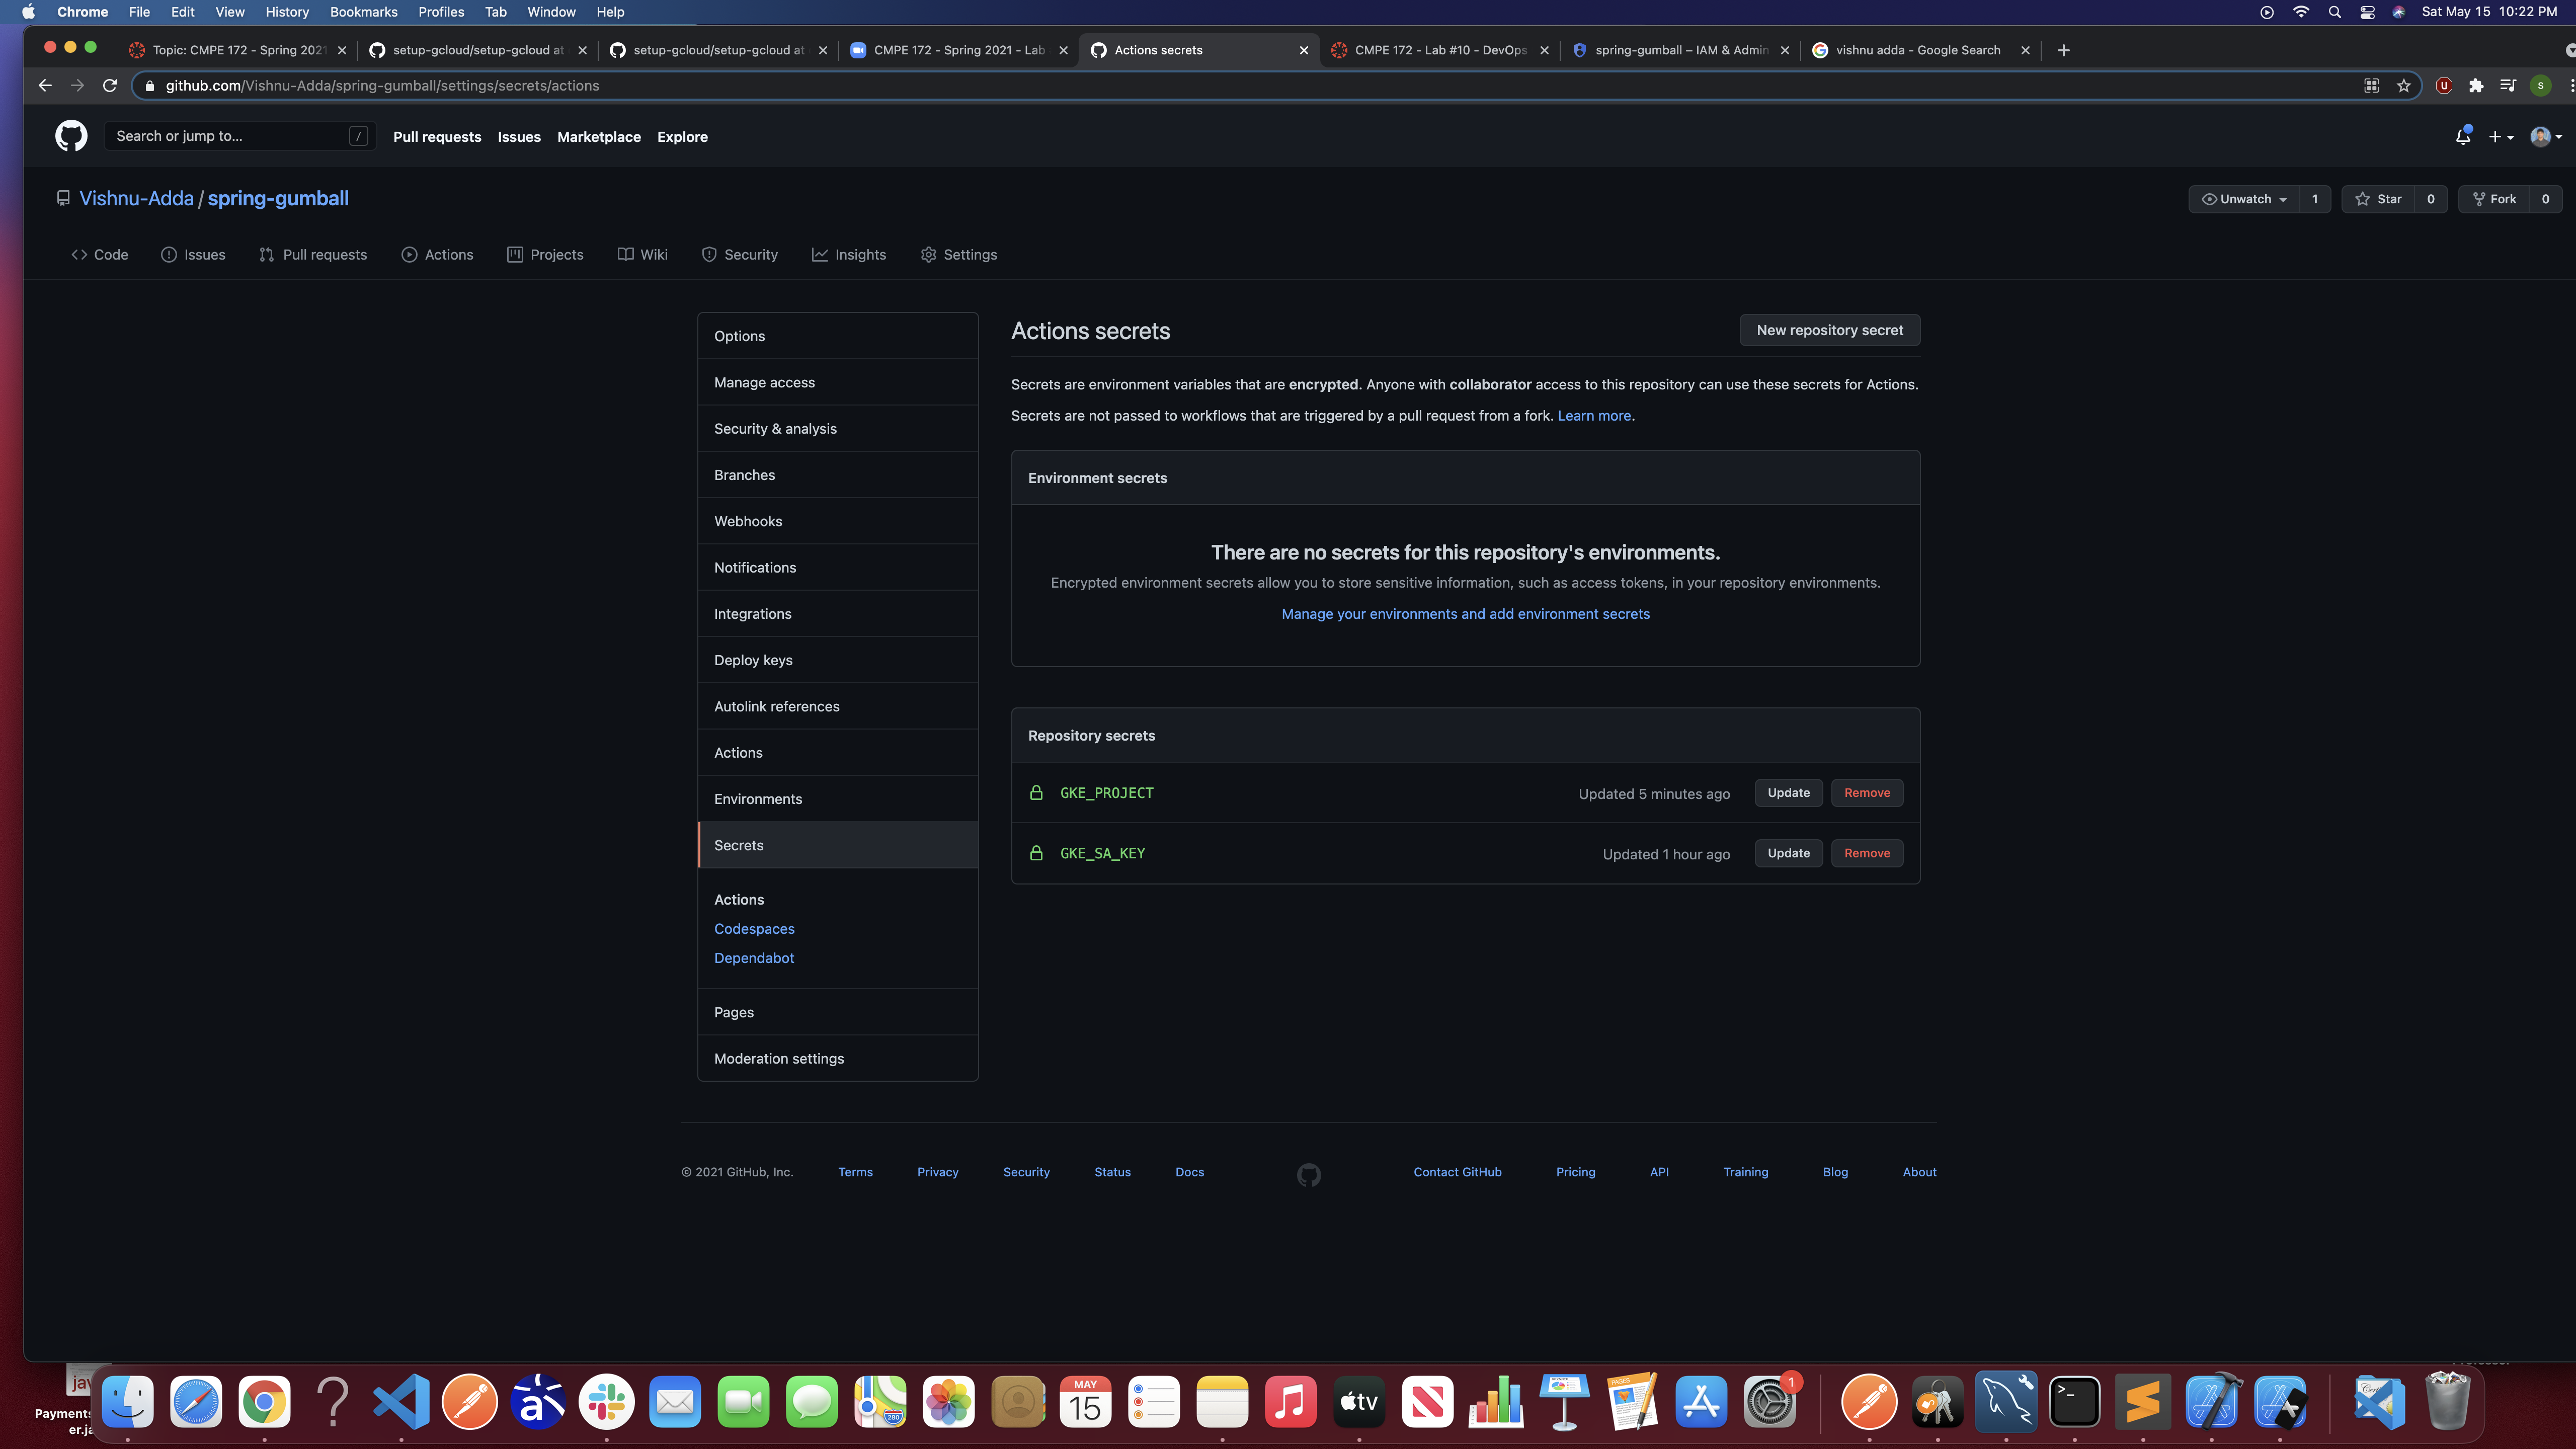 Chrome File Edit View History Bookmarks Profiles Tab Window Help
Sat May 15 10:22 PM
Topic: CMPE 172 - Spring 2021
setup-gcloud/setup-gcloud at
setup-gcloud/setup-gcloud at
CMPE 172 - Spring 2021 - Lab
Actions secrets
CMPE 172 - Lab #10 - DevOps
spring-gumball – IAM & Admin
vishnu adda - Google Search
github.com/Vishnu-Adda/spring-gumball/settings/secrets/actions
S
Search or jump to...
/
Pull requests Issues Marketplace Explore
Vishnu-Adda / spring-gumball
Unwatch 1
Star 0
Fork 0
Code Issues Pull requests Actions Projects Wiki Security Insights Settings
Options
Manage access
Security & analysis
Branches
Webhooks
Notifications
Integrations
Deploy keys
Autolink references
Actions
Environments
Secrets
Actions
Codespaces
Dependabot
Pages
Moderation settings
Actions secrets
New repository secret
Secrets are environment variables that are encrypted. Anyone with collaborator access to this repository can use these secrets for Actions.
Secrets are not passed to workflows that are triggered by a pull request from a fork. Learn more.
Environment secrets
There are no secrets for this repository's environments.
Encrypted environment secrets allow you to store sensitive information, such as access tokens, in your repository environments.
Manage your environments and add environment secrets
Repository secrets
GKE_PROJECT Updated 5 minutes ago Update Remove
GKE_SA_KEY Updated 1 hour ago Update Remove
© 2021 GitHub, Inc. Terms Privacy Security Status Docs Contact GitHub Pricing API Training Blog About
Payments
er.ja
MAY
15
280
tv
PAGES
1